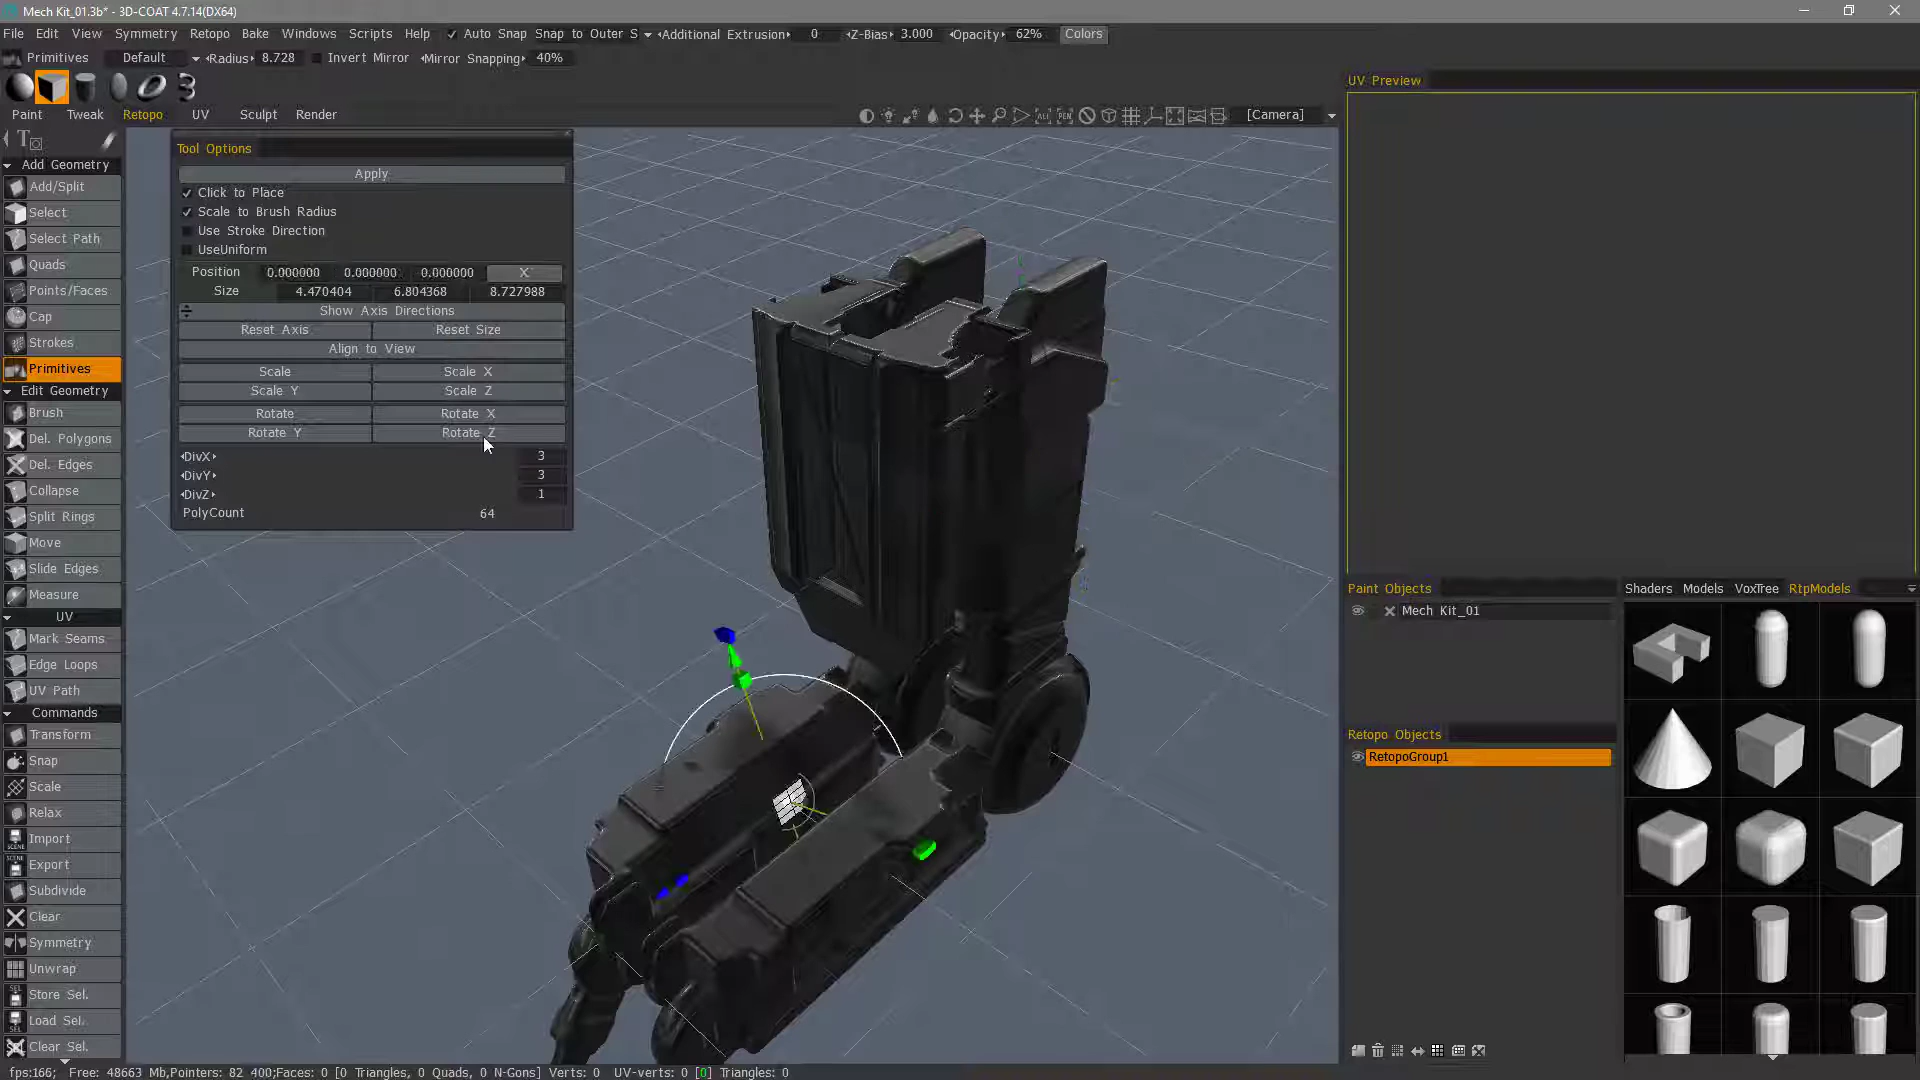 Mech Kit_01.3b* - 3D-COAT 4.7.14(DX64)
File Edit View Symmetry Retopo Bake Windows Scripts Help Auto Snap Snap to Outer S Additional Extrusion 0 Z-Bias 3.000 Opacity 62% Colors
Primitives Default Radius 8.728 Invert Mirror Mirror Snapping 40%
Paint Tweak Retopo UV Sculpt Render [Camera]
UV Preview
Tool Options
Apply
Click to Place
Scale to Brush Radius
Use Stroke Direction
UseUniform
Position 0.000000 0.000000 0.000000 X
Size 4.470404 6.804368 8.727988
Show Axis Directions
Reset Axis Reset Size
Align to View
Scale Scale X
Scale Y Scale Z
Rotate Rotate X
Rotate Y Rotate Z
DivX 3
DivY 3
DivZ 1
PolyCount 64
Add Geometry
Add/Split
Select
Select Path
Quads
Points/Faces
Cap
Strokes
Primitives
Edit Geometry
Brush
Del. Polygons
Del. Edges
Collapse
Split Rings
Move
Slide Edges
Measure
UV
Mark Seams
Edge Loops
UV Path
Commands
Transform
Snap
Scale
Relax
Import
Export
Subdivide
Clear
Symmetry
Unwrap
Store Sel.
Load Sel.
Clear Sel.
Paint Objects
Mech Kit_01
Retopo Objects
RetopoGroup1
Shaders Models VoxTree RtpModels
fps:166; Free: 48663 Mb,Pointers: 82 400;Faces: 0 [0 Triangles, 0 Quads, 0 N-Gons] Verts: 0 UV-verts: 0 [0] Triangles: 0